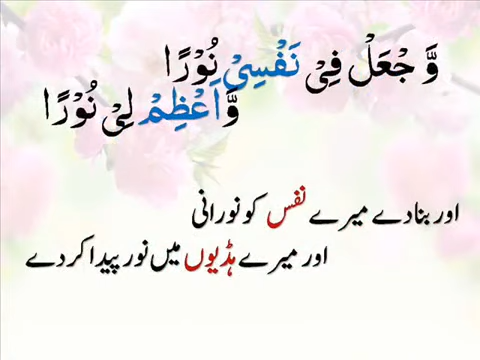 وَّ جْعَلْ فِيْ نَفْسِيْ نُوْرًا
وَّاَعْظِمْ لِيْ نُوْرًا
اور بنادے میرے نفس کو نورانی
اور میرے ہڈیوں میں نور پیدا کردے